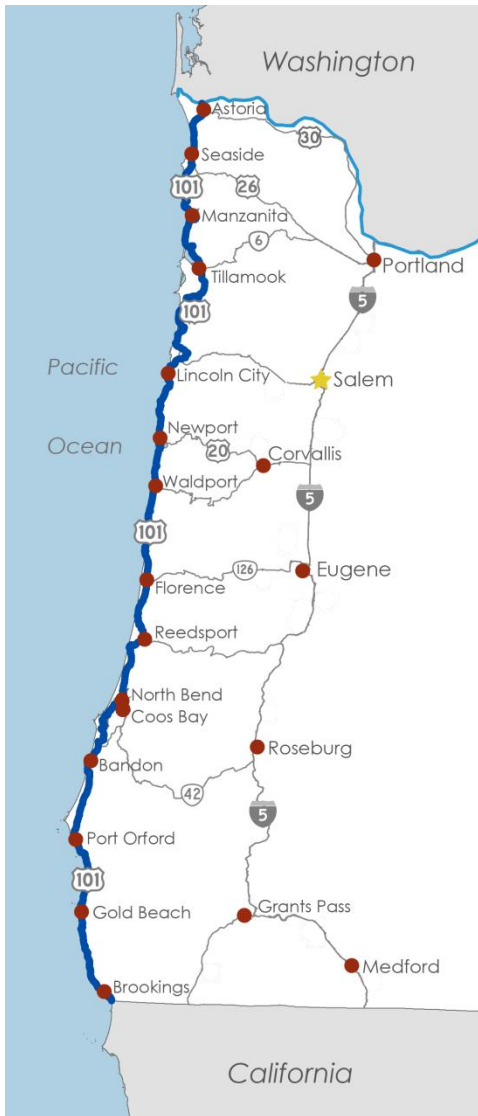 Washington
Astoria
30
Seaside
101
26
Manzanita
6
Portland
Tillamook
5
101
Pacific
Lincoln City
Salem
Newport
Ocean
20
Corvallis
Waldport
5
101
126
Eugene
Florence
Reedsport
North Bend
Coos Bay
Roseburg
Bandon
42
5
Port Orford
101
Grants Pass
Gold Beach
Medford
Brookings
California